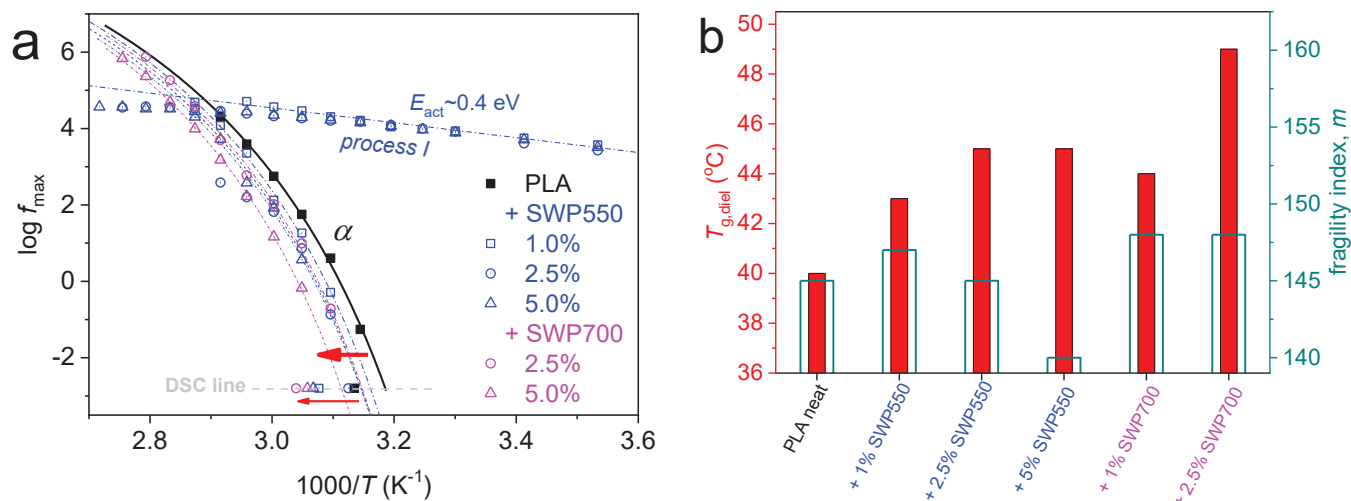 a
log f_max
6
4
2
0
-2
E_act~0.4 eV
process I
α
PLA
+ SWP550
1.0%
2.5%
5.0%
+ SWP700
2.5%
5.0%
DSC line
2.8 3.0 3.2 3.4 3.6
1000/T (K⁻¹)
b
T_g,diel (°C)
50
48
46
44
42
40
38
36
fragility index, m
160
155
150
145
140
PLA neat
+ 1% SWP550
+ 2.5% SWP550
+ 5% SWP550
+ 1% SWP700
+ 2.5% SWP700